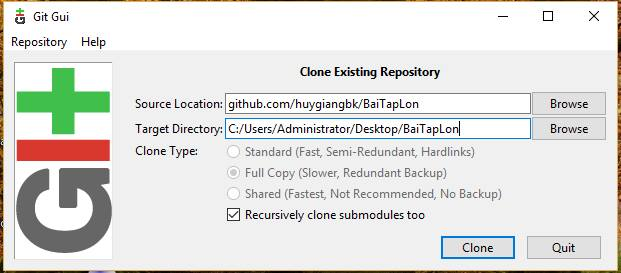 Git Gui
Repository Help
Clone Existing Repository
Source Location: github.com/huygiangbk/BaiTapLon Browse
Target Directory: C:/Users/Administrator/Desktop/BaiTapLon Browse
Clone Type: Standard (Fast, Semi-Redundant, Hardlinks)
Full Copy (Slower, Redundant Backup)
Shared (Fastest, Not Recommended, No Backup)
Recursively clone submodules too
Clone Quit
GIt